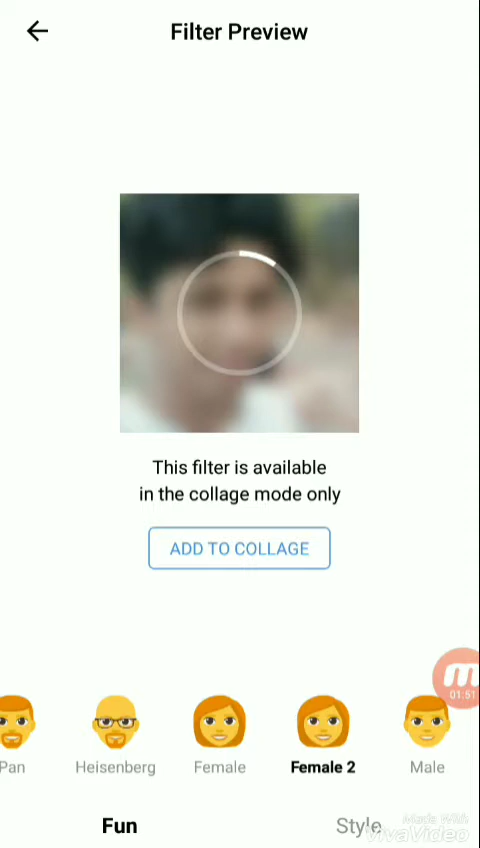 Filter Preview
This filter is available
in the collage mode only
ADD TO COLLAGE
01:51
Pan
Heisenberg
Female
Female 2
Male
Fun
Style
Made With
VivaVideo